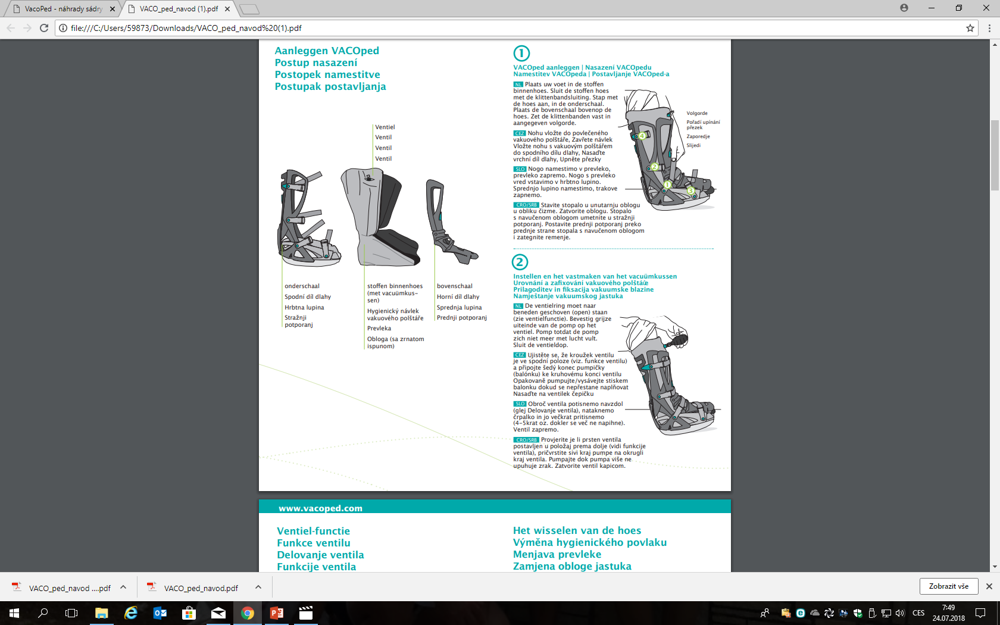 VacoPed - náhrady sádry
VACO_ped_navod (1).pdf
file:///C:/Users/59873/Downloads/VACO_ped_navod%20(1).pdf
Aanleggen VACOped
Postup nasazení
Postopek namestitve
Postupak postavljanja
Ventiel
Ventil
Ventil
Ventil
onderschaal
Spodní díl dlahy
Hrbtna lupina
Stražnji
potporanj
stoffen binnenhoes
(met vacuümkus-
sen)
Hygienický návlek
vakuového polštáře
Prevleka
Obloga (sa zrnatom
ispunom)
bovenschaal
Horní díl dlahy
Sprednja lupina
Prednji potporanj
1
VACOped aanleggen | Nasazení VACOpedu
Namestitev VACOpeda | Postavljanje VACOped-a
NL Plaats uw voet in de stoffen
binnenhoes. Sluit de stoffen hoes
met de klittenbandsluiting. Stap met
de hoes aan, in de onderschaal.
Plaats de bovenschaal bovenop de
hoes. Zet de klittenbanden vast in
aangegeven volgorde.
CEZ Nohu vložte do povlečeného
vakuového polštáře, Zavřete návlek
Vložte nohu s vakuovým polštářem
do spodního dílu dlahy, Nasaďte
vrchní díl dlahy, Upněte přezky
SLO Nogo namestimo v prevleko,
prevleko zapremo. Nogo s prevleko
vred vstavimo v hrbtno lupino.
Sprednjo lupino namestimo, trakove
zapnemo.
CRO/SRB Stavite stopalo u unutarnju oblogu
u obliku čizme. Zatvorite oblogu. Stopalo
s navučenom oblogom umetnite u stražnji
potporanj. Postavite prednji potporanj preko
prednje strane stopala s navučenom oblogom
i zategnite remenje.
Volgorde
Pořadí upínání
přezek
Zaporedje
Slijedi
4
2
1
3
2
Instellen en het vastmaken van het vacuümkussen
Urovnání a zafixování vakuového polštáře
Prilagoditev in fiksacija vakuumske blazine
Namještanje vakuumskog jastuka
NL De ventielring moet naar
beneden geschoven (open) staan
(zie ventielfunctie). Bevestig grijze
uiteinde van de pomp op het
ventiel. Pomp totdat de pomp
zich niet meer met lucht vult.
Sluit de ventieldop.
CEZ Ujistěte se, že kroužek ventilu
je ve spodní poloze (viz. funkce ventilu)
a připojte šedý konec pumpičky
(balónku) ke kruhovému konci ventilu
Opakovaně pumpujte/vysávejte stiskem
balonku dokud se nepřestane naplňovat
Nasaďte na ventilek čepičku
SLO Obroč ventila potisnemo navzdol
(glej Delovanje ventila), nataknemo
črpalko in jo večkrat pritisnemo
(4-5krat oz. dokler se več ne napihne).
Ventil zapremo.
CRO/SRB Provjerite je li prsten ventila
postavljen u položaj prema dolje (vidi funkcije
ventila), pričvrstite sivi kraj pumpe na okrugli
kraj ventila. Pumpajte dok pumpa više ne
upuhuje zrak. Zatvorite ventil kapicom.
www.vacoped.com
Ventiel-functie
Funkce ventilu
Delovanje ventila
Funkcije ventila
Het wisselen van de hoes
Výměna hygienického povlaku
Menjava prevleke
Zamjena obloge jastuka
VACO_ped_navod ....pdf
VACO_ped_navod.pdf
Zobrazit vše
CES
7:49
24.07.2018